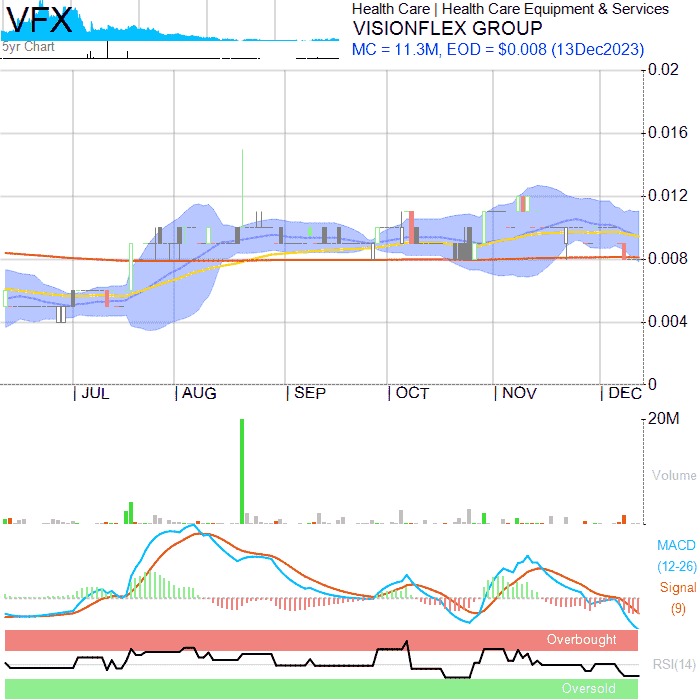 VFX
5yr Chart
Health Care | Health Care Equipment & Services
VISIONFLEX GROUP
MC = 11.3M, EOD = $0.008 (13Dec2023)
0.02
0.016
0.012
0.008
0.004
0
| JUL | AUG | SEP | OCT | NOV | DEC
20M
Volume
MACD
(12-26)
Signal
(9)
Overbought
RSI(14)
Oversold